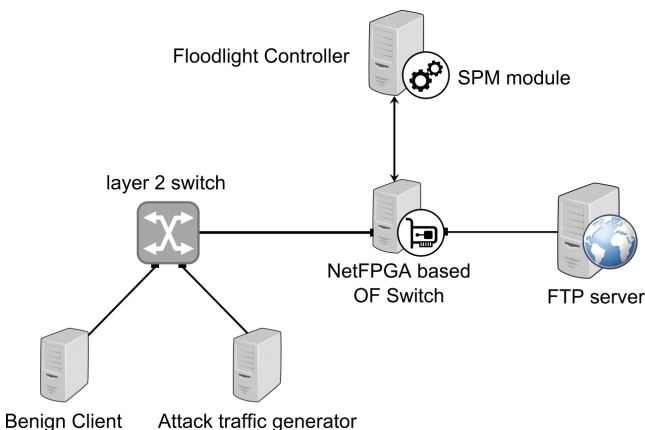 Floodlight Controller
SPM module
layer 2 switch
NetFPGA based
OF Switch
FTP server
Benign Client
Attack traffic generator